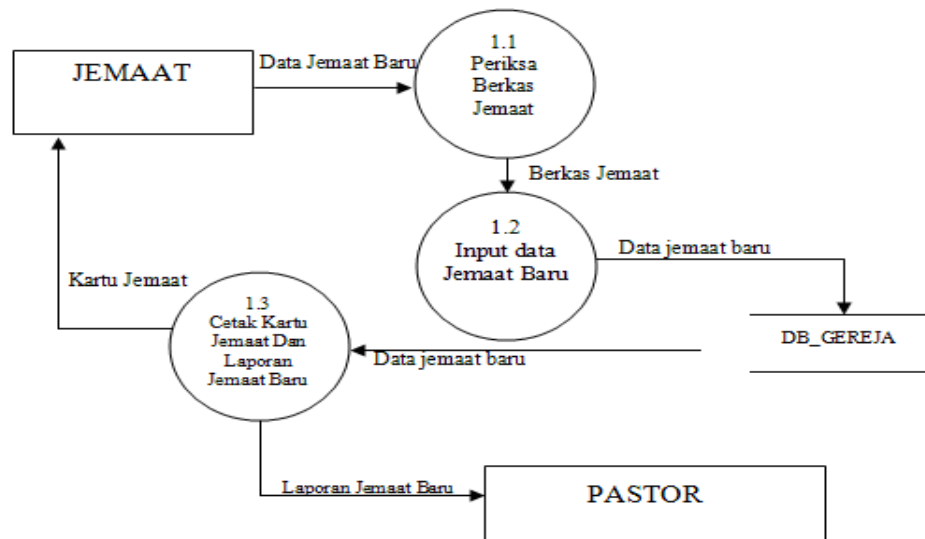 JEMAAT
Data Jemaat Baru
1.1
Periksa
Berkas
Jemaat
Berkas Jemaat
1.2
Input data
Jemaat Baru
Data jemaat baru
DB_GEREJA
Data jemaat baru
1.3
Cetak Kartu
Jemaat Dan
Laporan
Jemaat Baru
Kartu Jemaat
Laporan Jemaat Baru
PASTOR